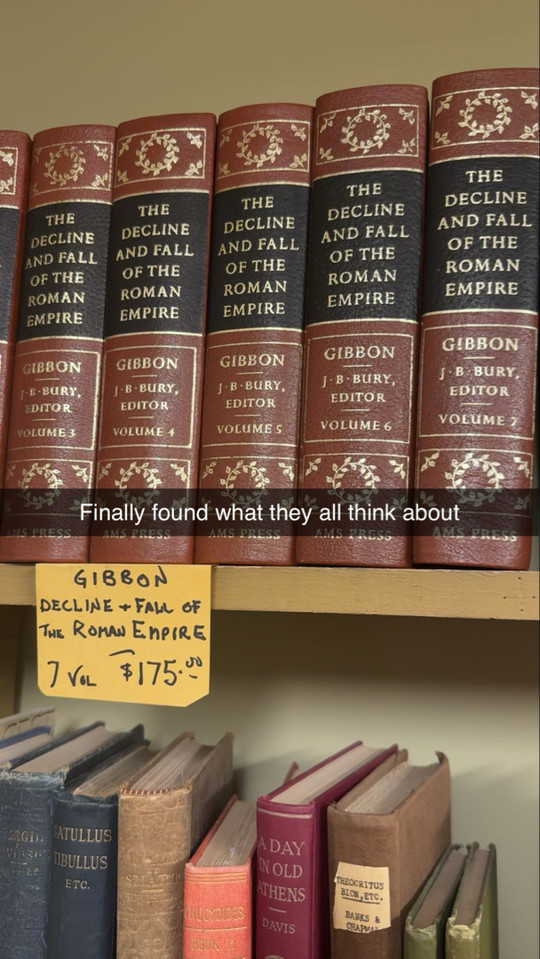 THE
DECLINE
AND FALL
OF THE
ROMAN
EMPIRE
GIBBON
J·B·BURY,
EDITOR
VOLUME 3
AMS PRESS
THE
DECLINE
AND FALL
OF THE
ROMAN
EMPIRE
GIBBON
J·B·BURY,
EDITOR
VOLUME 4
AMS PRESS
THE
DECLINE
AND FALL
OF THE
ROMAN
EMPIRE
GIBBON
J·B·BURY,
EDITOR
VOLUME 5
AMS PRESS
THE
DECLINE
AND FALL
OF THE
ROMAN
EMPIRE
GIBBON
J·B·BURY,
EDITOR
VOLUME 6
AMS PRESS
THE
DECLINE
AND FALL
OF THE
ROMAN
EMPIRE
GIBBON
J·B·BURY,
EDITOR
VOLUME 7
AMS PRESS
Finally found what they all think about
GIBBON
DECLINE + FALL OF
THE ROMAN EMPIRE
7 VOL $175.00
CATULLUS
TIBULLUS
ETC.
A DAY
IN OLD
ATHENS
DAVIS
THEOCRITUS
BION, ETC.
BANKS &